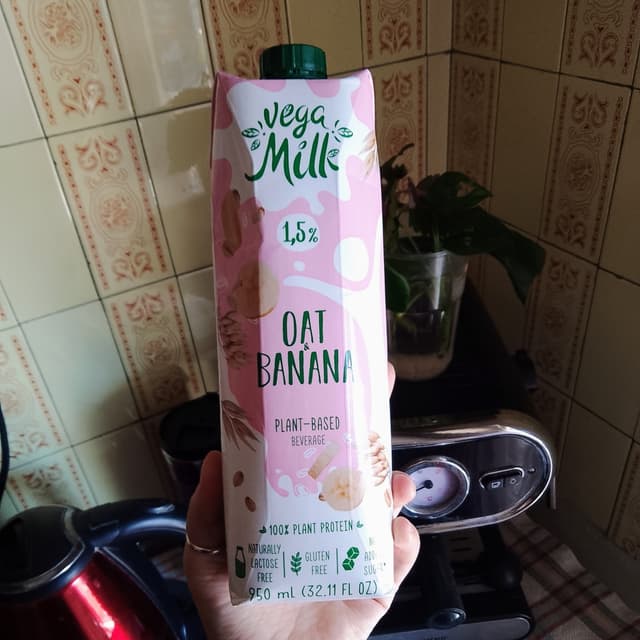 Vega
Milk
1,5%
OAT
&
BANANA
PLANT-BASED
BEVERAGE
100% PLANT PROTEIN
NATURALLY
LACTOSE
FREE
GLUTEN
FREE
SUGAR
950 ml (32.11 FL OZ)